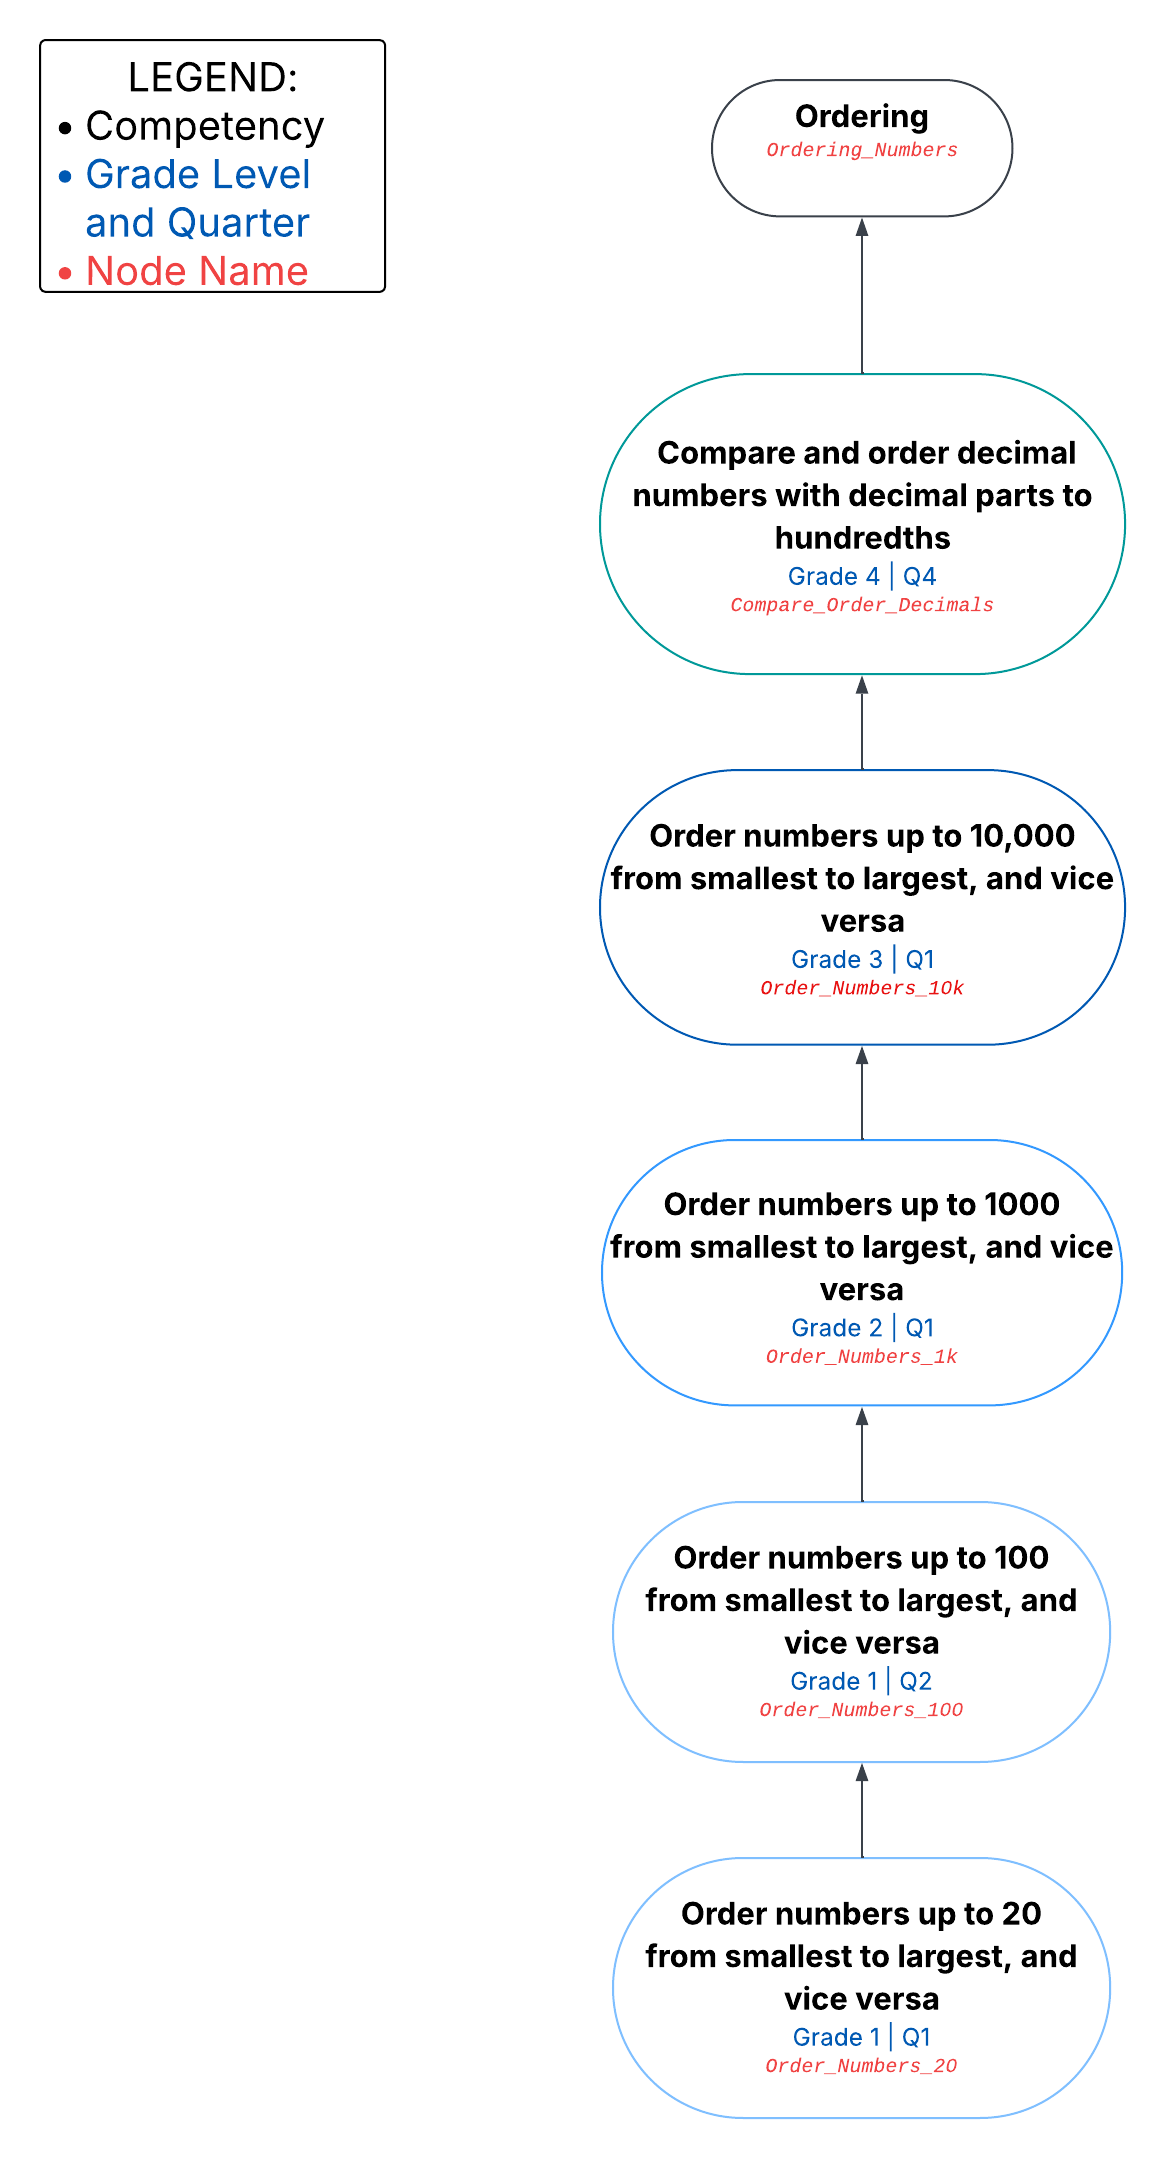 LEGEND:
• Competency
• Grade Level
and Quarter
• Node Name
Ordering
Ordering_Numbers
Compare and order decimal
numbers with decimal parts to
hundredths
Grade 4 | Q4
Compare_Order_Decimals
Order numbers up to 10,000
from smallest to largest, and vice
versa
Grade 3 | Q1
Order_Numbers_10k
Order numbers up to 1000
from smallest to largest, and vice
versa
Grade 2 | Q1
Order_Numbers_1k
Order numbers up to 100
from smallest to largest, and
vice versa
Grade 1 | Q2
Order_Numbers_100
Order numbers up to 20
from smallest to largest, and
vice versa
Grade 1 | Q1
Order_Numbers_20